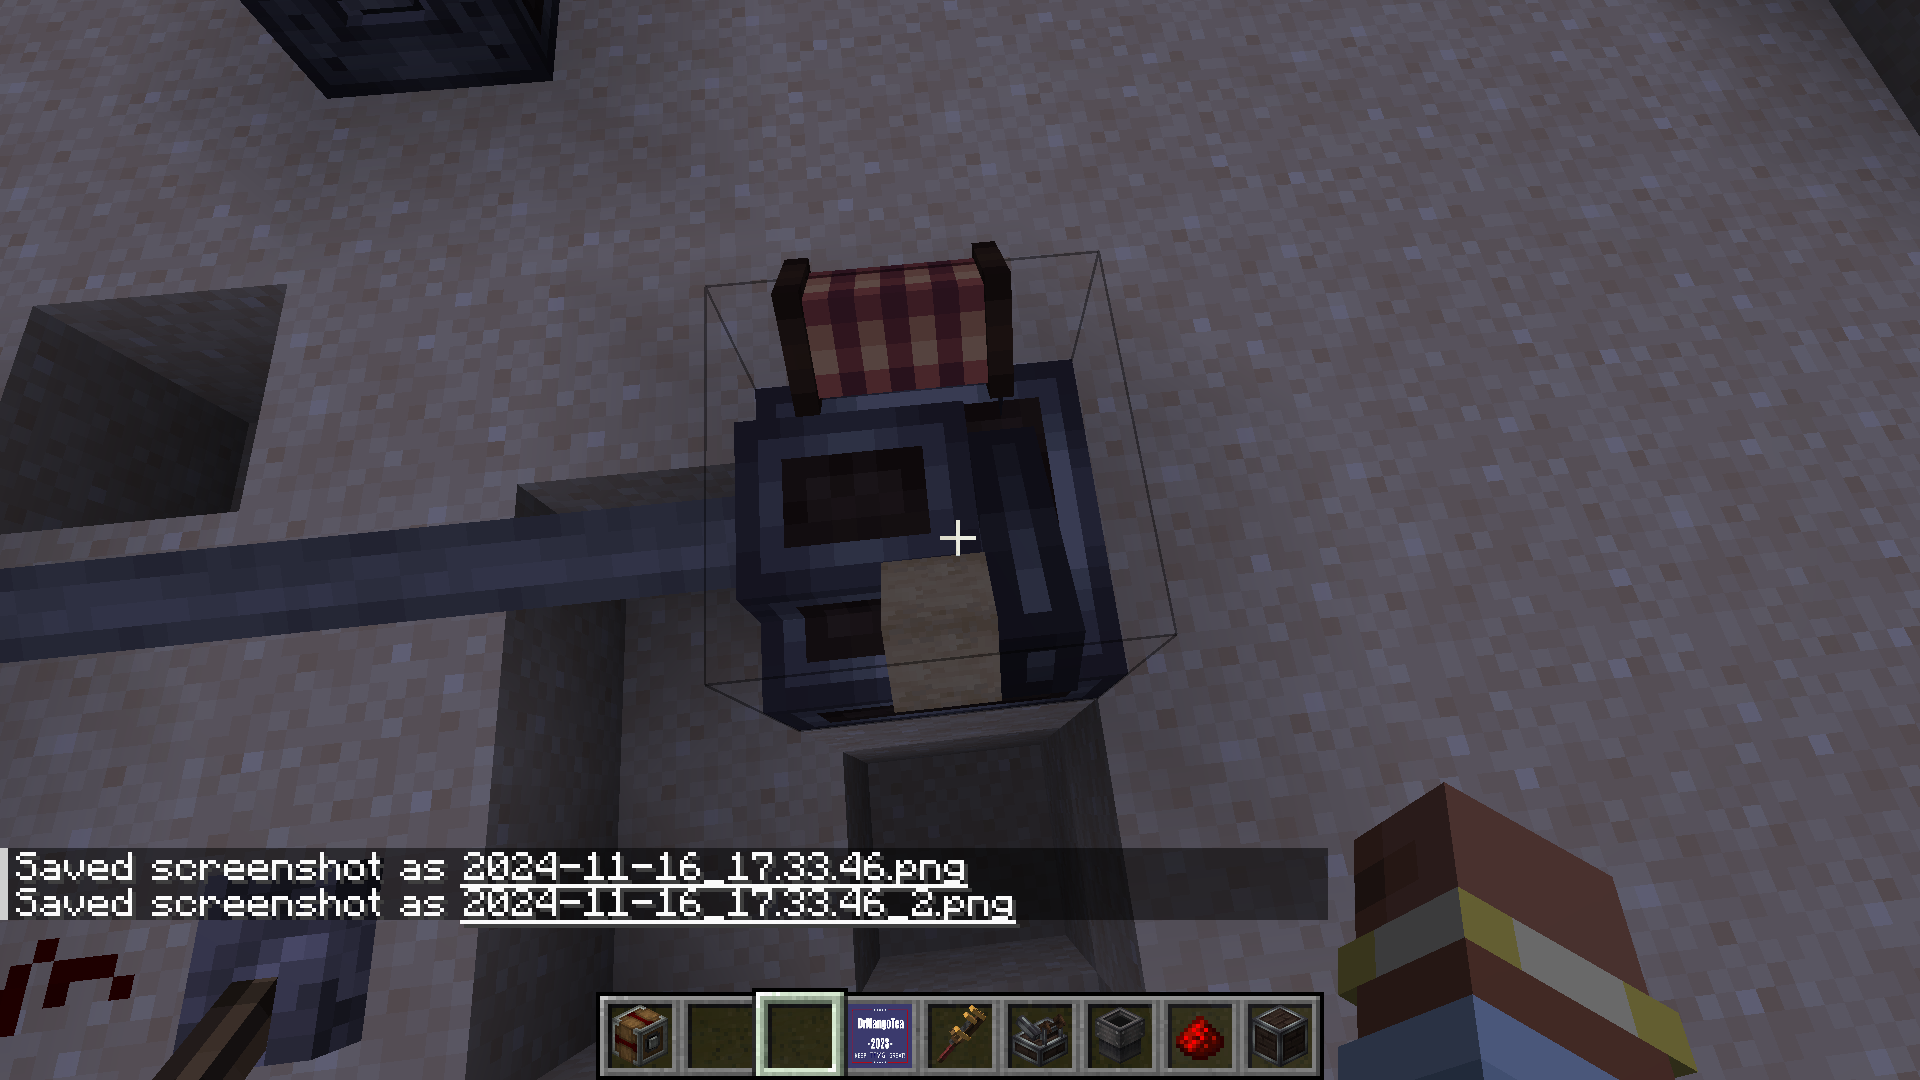 Saved screenshot as 2024-11-16_17.33.46.png
Saved screenshot as 2024-11-16_17.33.46_2.png
DrMangoTea
-2023-